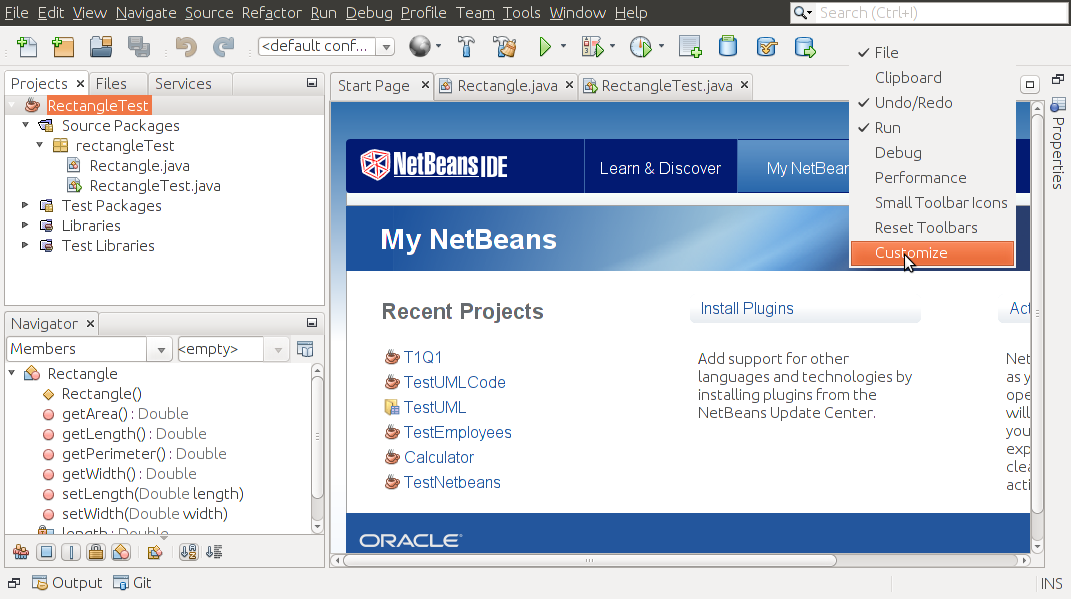 File Edit View Navigate Source Refactor Run Debug Profile Team Tools Window Help
Search (Ctrl+I)
<default conf...
File
Clipboard
Undo/Redo
Run
Debug
Performance
Small Toolbar Icons
Reset Toolbars
Customize
Projects Files Services
RectangleTest
Source Packages
rectangleTest
Rectangle.java
RectangleTest.java
Test Packages
Libraries
Test Libraries
Navigator
Members <empty>
Rectangle
Rectangle()
getArea() : Double
getLength() : Double
getPerimeter() : Double
getWidth() : Double
setLength(Double length)
setWidth(Double width)
length : Double
Start Page Rectangle.java RectangleTest.java
NetBeans IDE Learn & Discover My NetBean
My NetBeans
Recent Projects
T1Q1
TestUMLCode
TestUML
TestEmployees
Calculator
TestNetbeans
Install Plugins
Add support for other
languages and technologies by
installing plugins from the
NetBeans Update Center.
Act
Net
as y
ope
will
you
exp
clea
acti
ORACLE
Properties
Output Git
INS